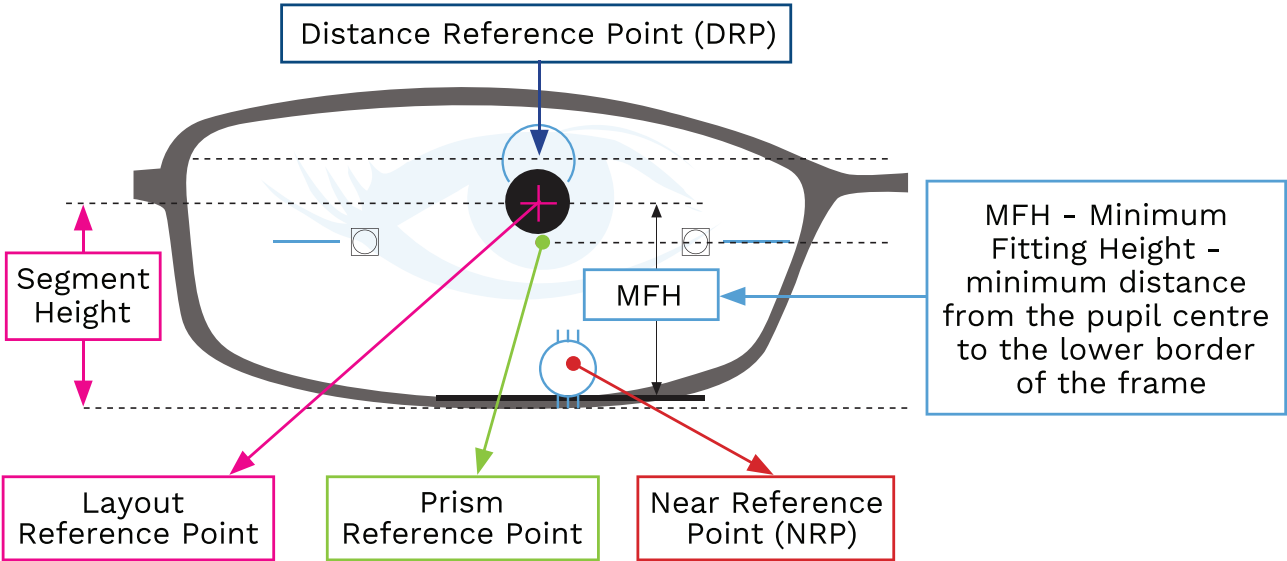 Distance Reference Point (DRP)
Segment
Height
MFH
MFH - Minimum
Fitting Height -
minimum distance
from the pupil centre
to the lower border
of the frame
Layout
Reference Point
Prism
Reference Point
Near Reference
Point (NRP)